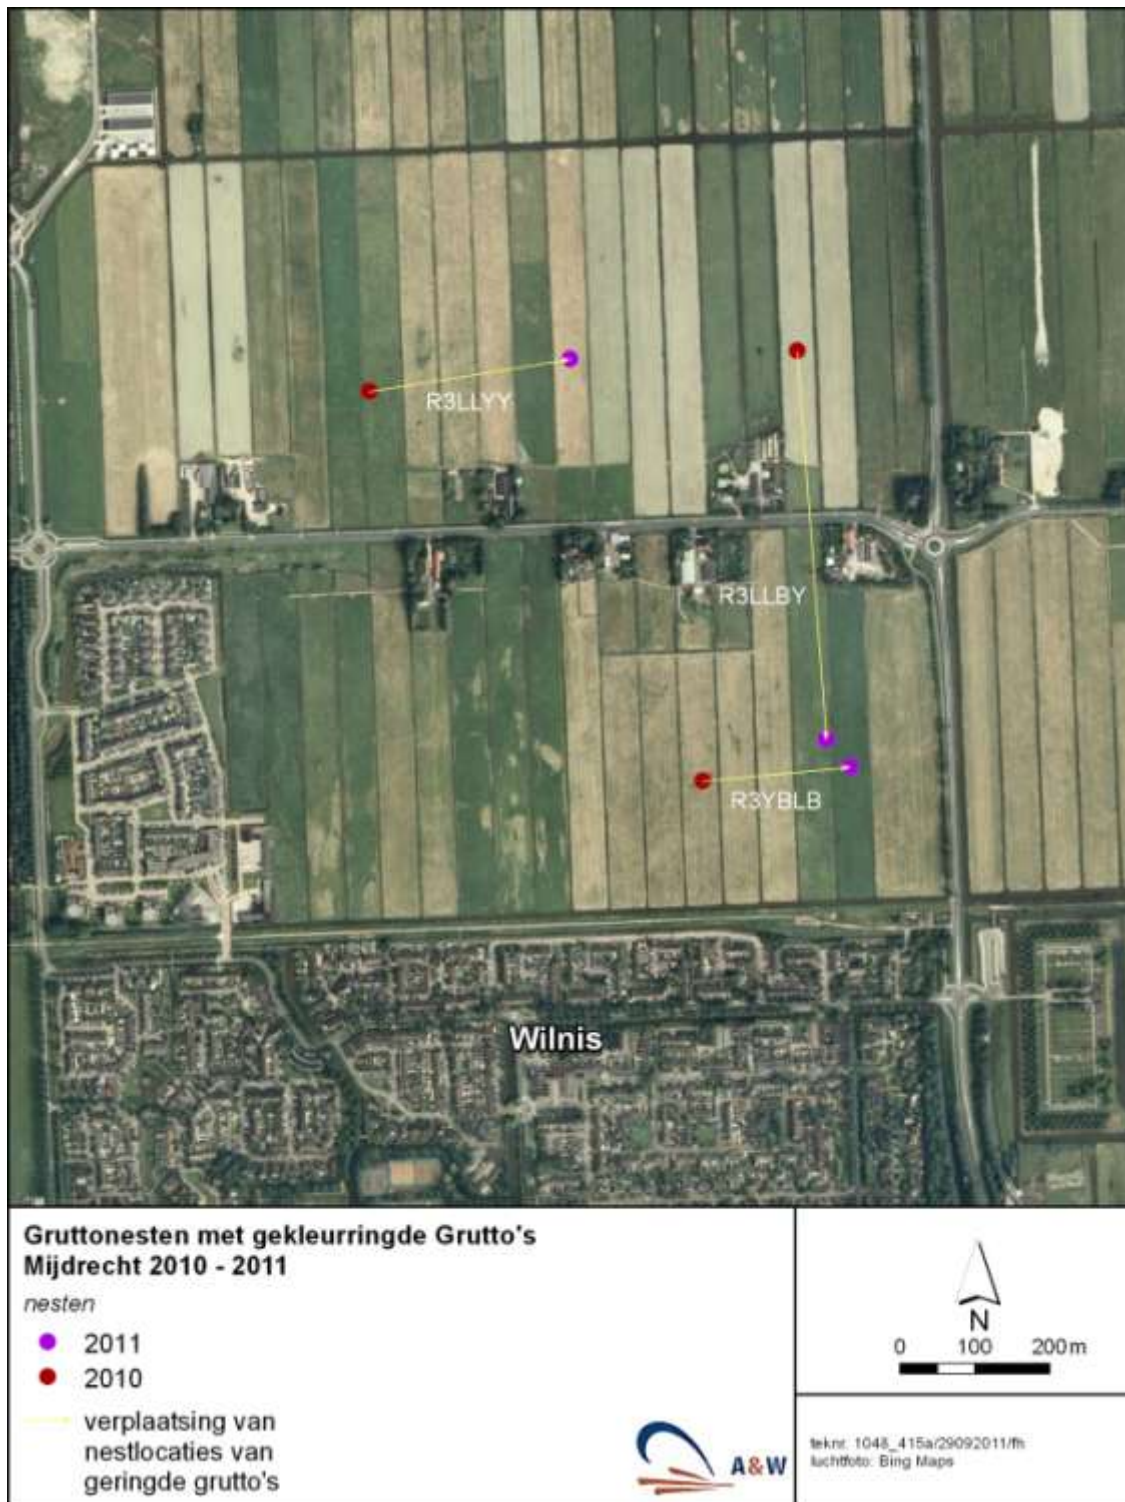 R3LLYY
R3LLBY
R3YBLB
Wilnis
Gruttonesten met gekleurringde Grutto's
Mijdrecht 2010 - 2011
nesten
2011
2010
verplaatsing van
nestlocaties van
geringde grutto's
A&W
N
0 100 200m
teknr. 1048_415a/29092011/fh
luchtfoto: Bing Maps